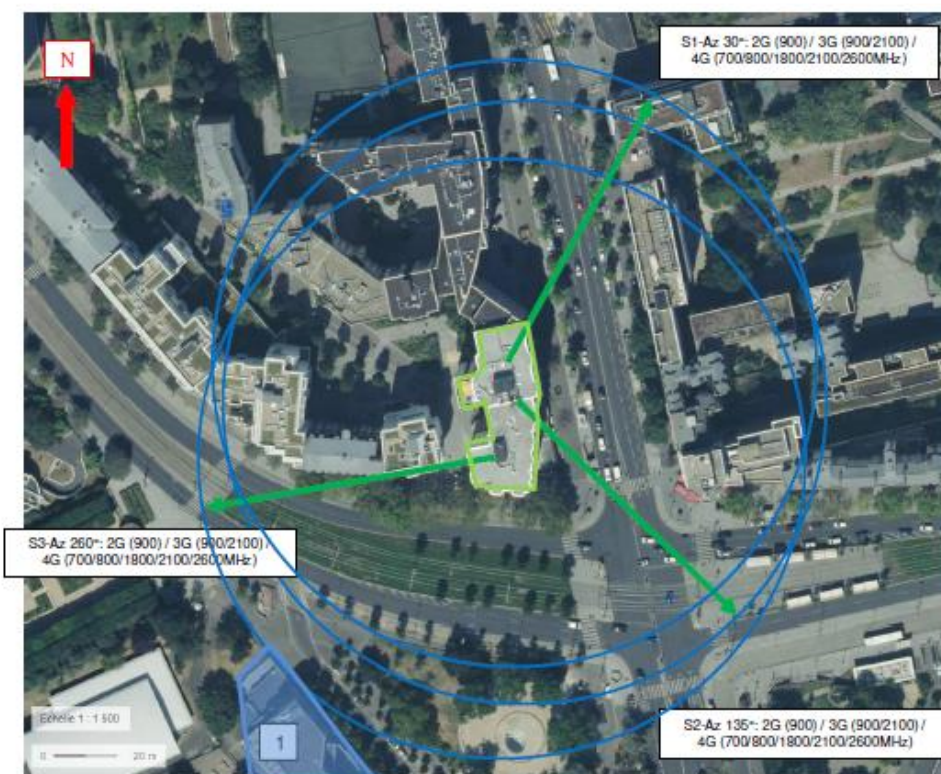 S1-Az 30°: 2G (900) / 3G (900/2100) /
4G (700/800/1800/2100/2600MHz)
N
S3-Az 260°: 2G (900) / 3G (900/2100) /
4G (700/800/1800/2100/2600MHz)
Echelle 1 : 1 500
0 20 m
1
S2-Az 135°: 2G (900) / 3G (900/2100) /
4G (700/800/1800/2100/2600MHz)